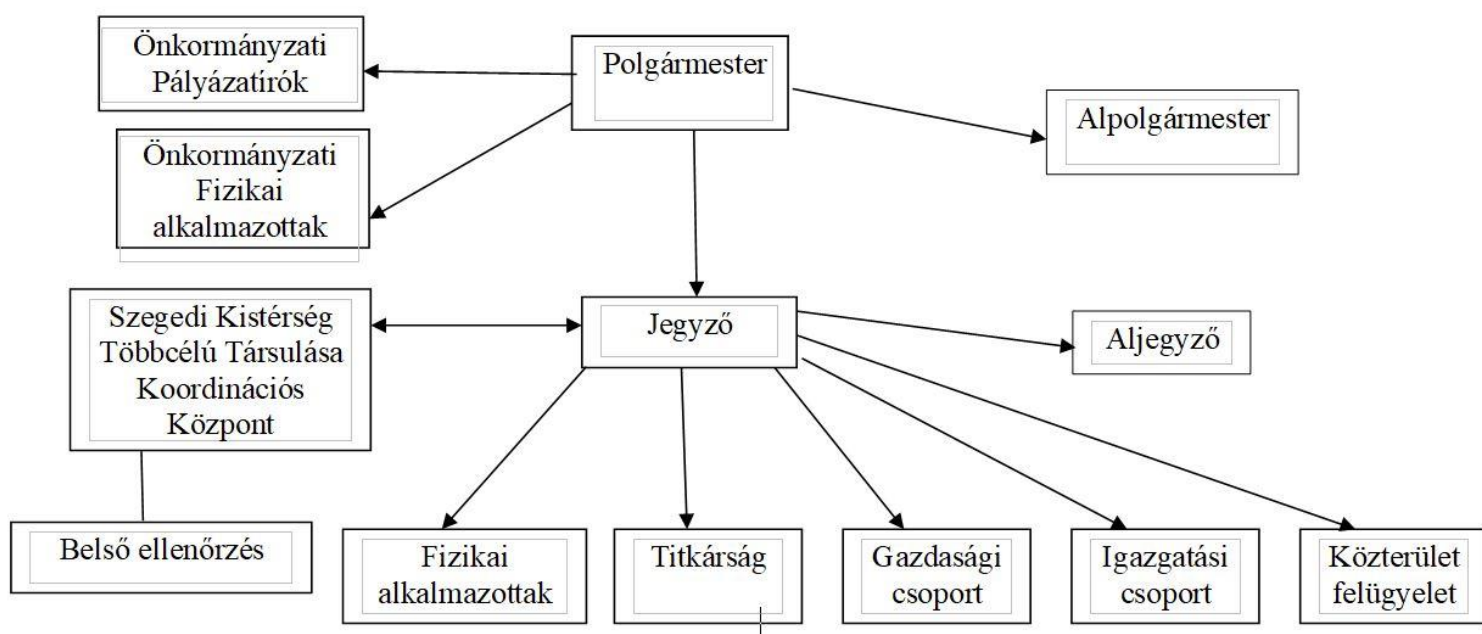 Önkormányzati
Pályázatírók
Polgármester
Alpolgármester
Önkormányzati
Fizikai
alkalmazottak
Szegedi Kistérség
Többcélú Társulása
Koordinációs
Központ
Jegyző
Aljegyző
Belső ellenőrzés
Fizikai
alkalmazottak
Titkárság
Gazdasági
csoport
Igazgatási
csoport
Közterület
felügyelet